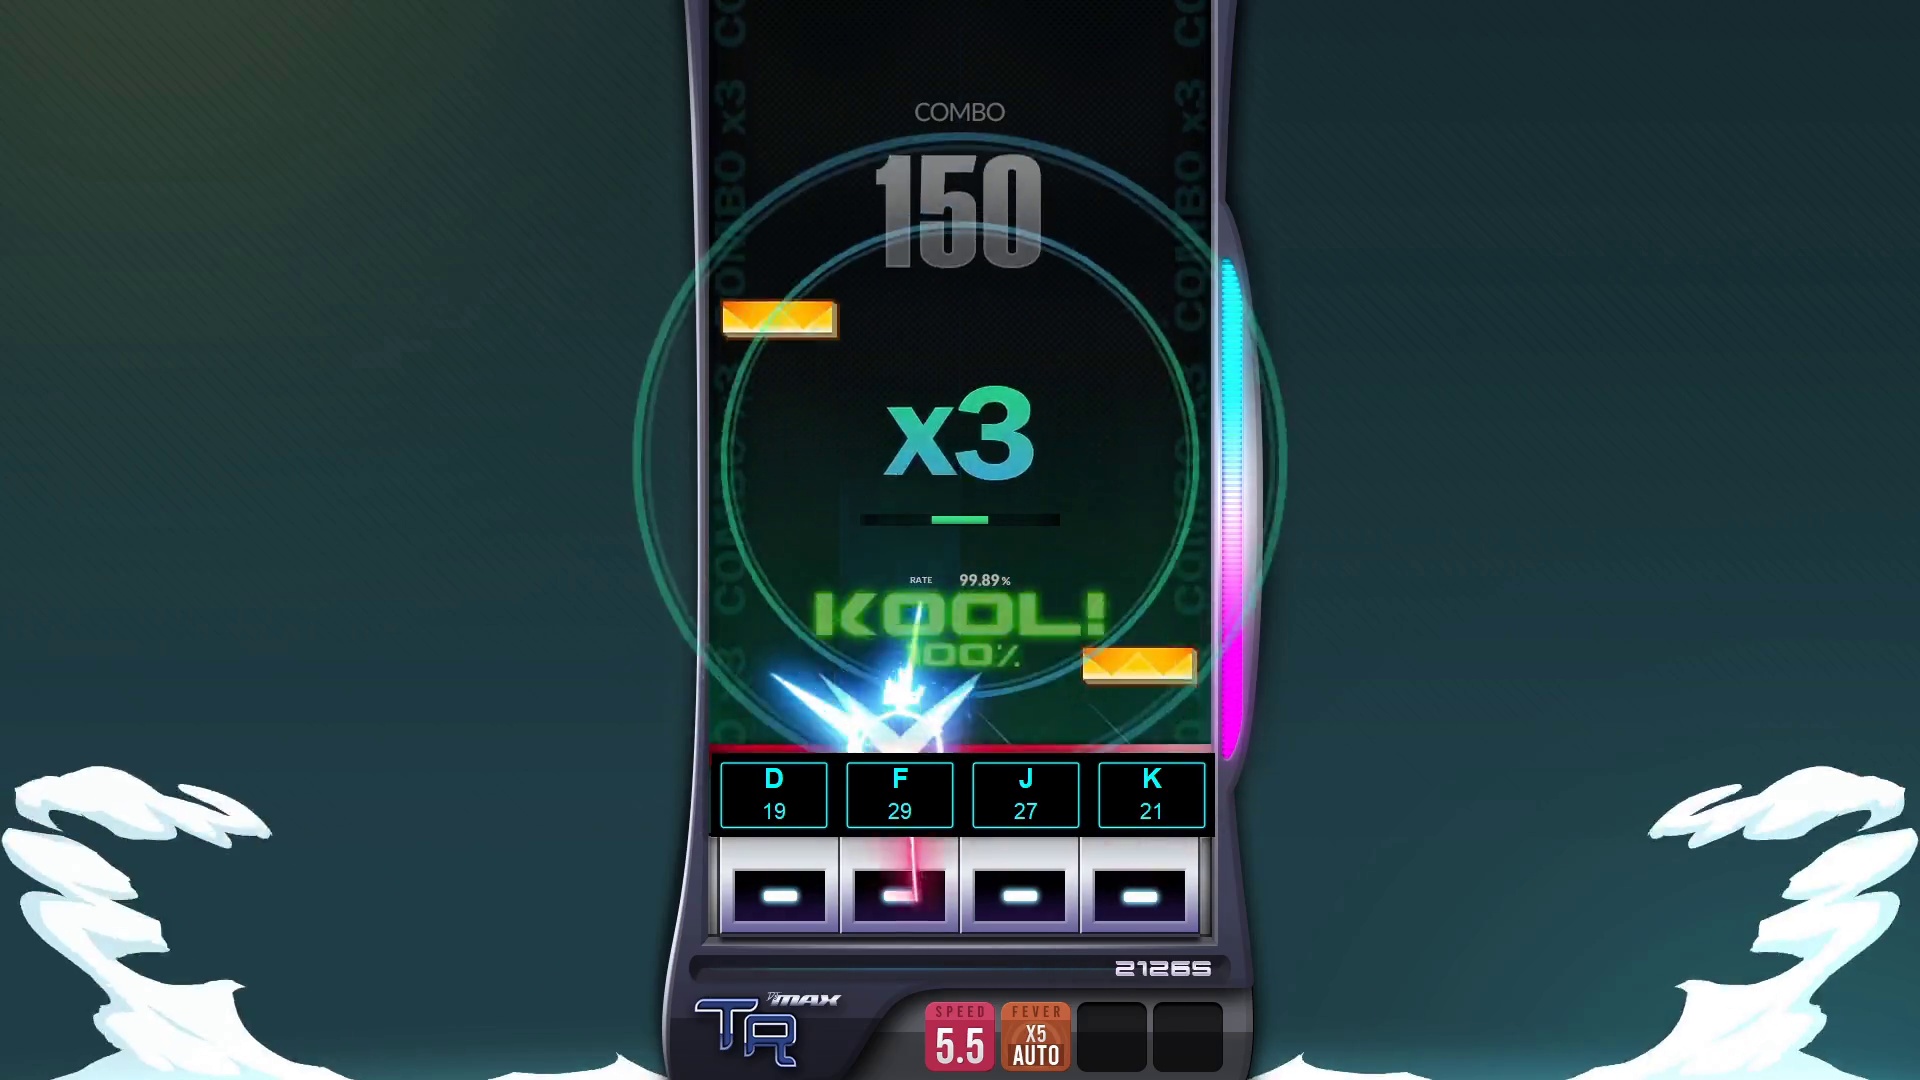 COMBO
150
x3
RATE 99.89%
KOOL!
100%
D F J K
19 29 27 21
21265
DJMAX
TR
SPEED FEVER
5.5 X5
AUTO
COMBO x3
COMBO x3